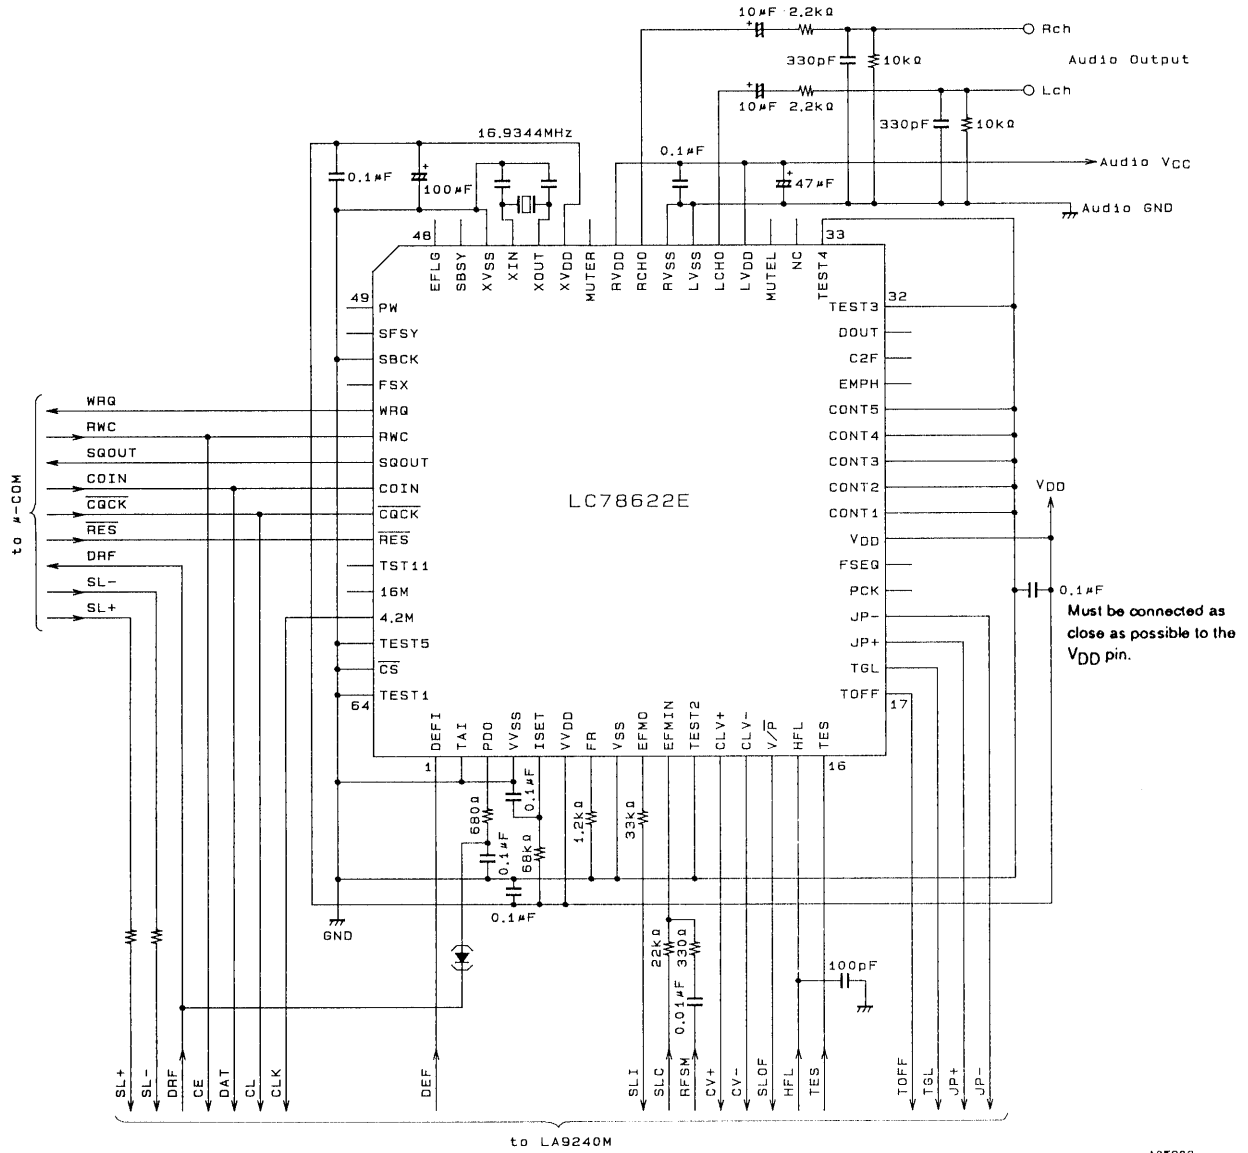 10µF 2.2kΩ
Rch
330pF
10kΩ
Audio Output
Lch
10µF 2.2kΩ
330pF
10kΩ
16.9344MHz
0.1µF
100µF
0.1µF
47µF
Audio VCC
Audio GND
48
33
EFLG
SBSY
XVSS
XIN
XOUT
XVDD
MUTER
RVDD
RCHO
RVSS
LVSS
LCHO
LVDD
MUTEL
NC
TEST4
49
32
PW
SFSY
SBCK
FSX
WRQ
RWC
SQOUT
COIN
CQCK
RES
TST11
16M
4.2M
TEST5
CS
TEST1
64
to µ-COM
WRQ
RWC
SQOUT
COIN
CQCK
RES
DRF
SL-
SL+
LC78622E
TEST3
DOUT
C2F
EMPH
CONT5
CONT4
CONT3
CONT2
CONT1
VDD
FSEQ
PCK
JP-
JP+
TGL
TOFF
17
VDD
0.1µF
Must be connected as
close as possible to the
VDD pin.
DEFI
TAI
PDO
VVSS
ISET
VVDD
FR
VSS
EFMO
EFMIN
TEST2
CLV+
CLV-
V/P
HFL
TES
1
16
680Ω
0.1µF
0.1µF
68kΩ
1.2kΩ
33kΩ
0.1µF
GND
22kΩ
330Ω
0.01µF
100pF
SL+
SL-
DRF
CE
DAT
CL
CLK
DEF
SLI
SLC
RFSM
CV+
CV-
SLOF
HFL
TES
TOFF
TGL
JP+
JP-
to LA9240M